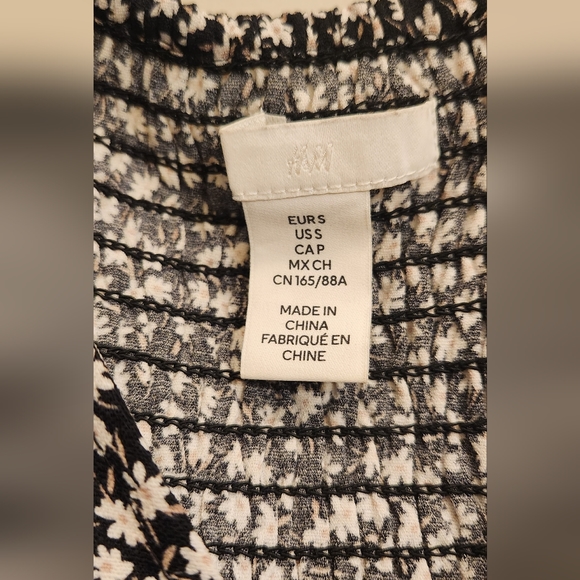 H&M
EUR S
US S
CA P
MX CH
CN 165/88A
MADE IN
CHINA
FABRIQUÉ EN
CHINE